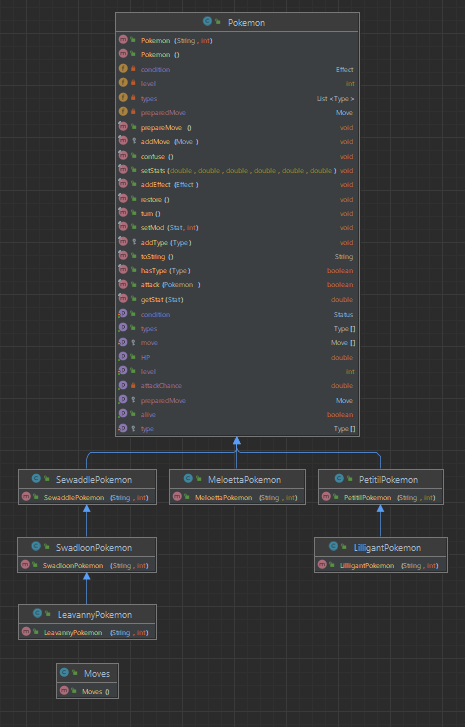 Pokemon
Pokemon (String, int)
Pokemon ()
condition Effect
level int
types List <Type>
preparedMove Move
prepareMove () void
addMove (Move) void
confuse () void
setStats (double, double, double, double, double, double) void
addEffect (Effect) void
restore () void
turn () void
setMod (Stat, int) void
addType (Type) void
toString () String
hasType (Type) boolean
attack (Pokemon) boolean
getStat (Stat) double
condition Status
types Type []
move Move []
HP double
level int
attackChance double
preparedMove Move
alive boolean
type Type []
SewaddlePokemon MeloettaPokemon PetitilPokemon
SewaddlePokemon (String, int) MeloettaPokemon (String, int) PetitilPokemon (String, int)
SwadloonPokemon LilligantPokemon
SwadloonPokemon (String, int) LilligantPokemon (String, int)
LeavannyPokemon
LeavannyPokemon (String, int)
Moves
Moves ()